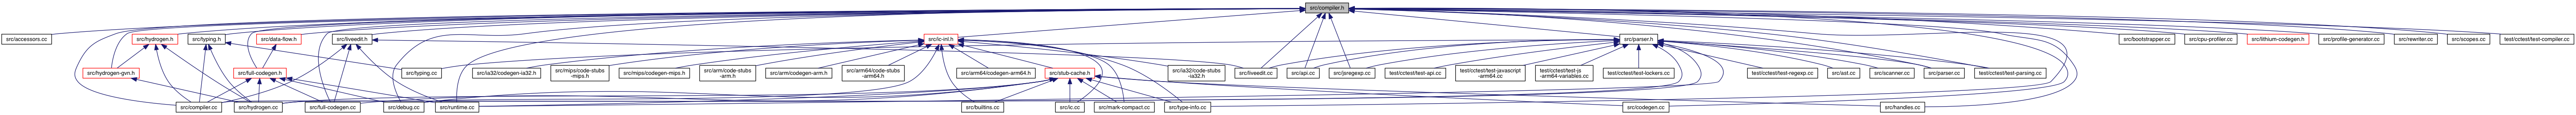 src/compiler.h
src/accessors.cc
src/hydrogen.h
src/typing.h
src/data-flow.h
src/liveedit.h
src/ic-inl.h
src/parser.h
src/bootstrapper.cc
src/cpu-profiler.cc
src/lithium-codegen.h
src/profile-generator.cc
src/rewriter.cc
src/scopes.cc
test/cctest/test-compiler.cc
src/hydrogen-gvn.h
src/full-codegen.h
src/typing.cc
src/ia32/codegen-ia32.h
src/mips/code-stubs
-mips.h
src/mips/codegen-mips.h
src/arm/code-stubs
-arm.h
src/arm/codegen-arm.h
src/arm64/code-stubs
-arm64.h
src/arm64/codegen-arm64.h
src/stub-cache.h
src/ia32/code-stubs
-ia32.h
src/liveedit.cc
src/api.cc
src/jsregexp.cc
test/cctest/test-api.cc
test/cctest/test-javascript
-arm64.cc
test/cctest/test-js
-arm64-variables.cc
test/cctest/test-lockers.cc
test/cctest/test-regexp.cc
src/ast.cc
src/scanner.cc
src/parser.cc
test/cctest/test-parsing.cc
src/compiler.cc
src/hydrogen.cc
src/full-codegen.cc
src/debug.cc
src/runtime.cc
src/builtins.cc
src/ic.cc
src/mark-compact.cc
src/type-info.cc
src/codegen.cc
src/handles.cc